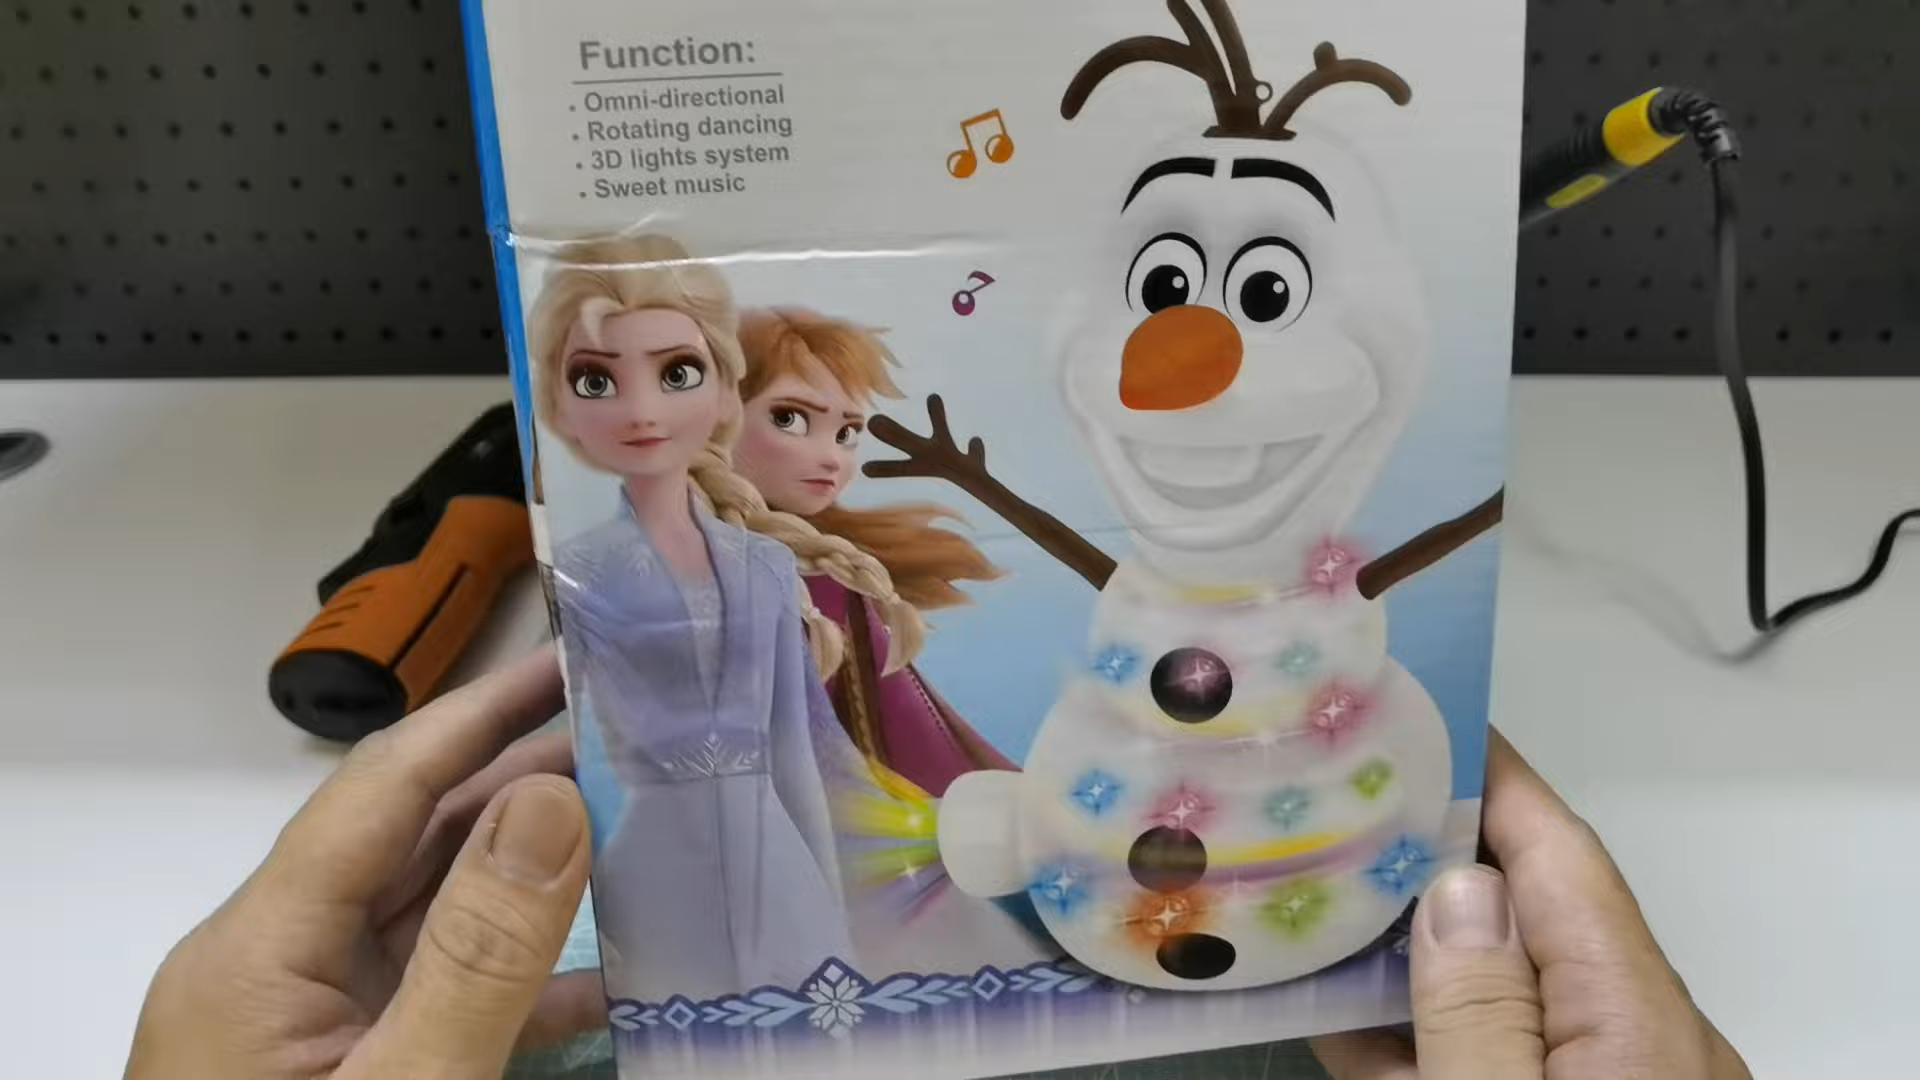 Function:
. Omni-directional
. Rotating dancing
. 3D lights system
. Sweet music